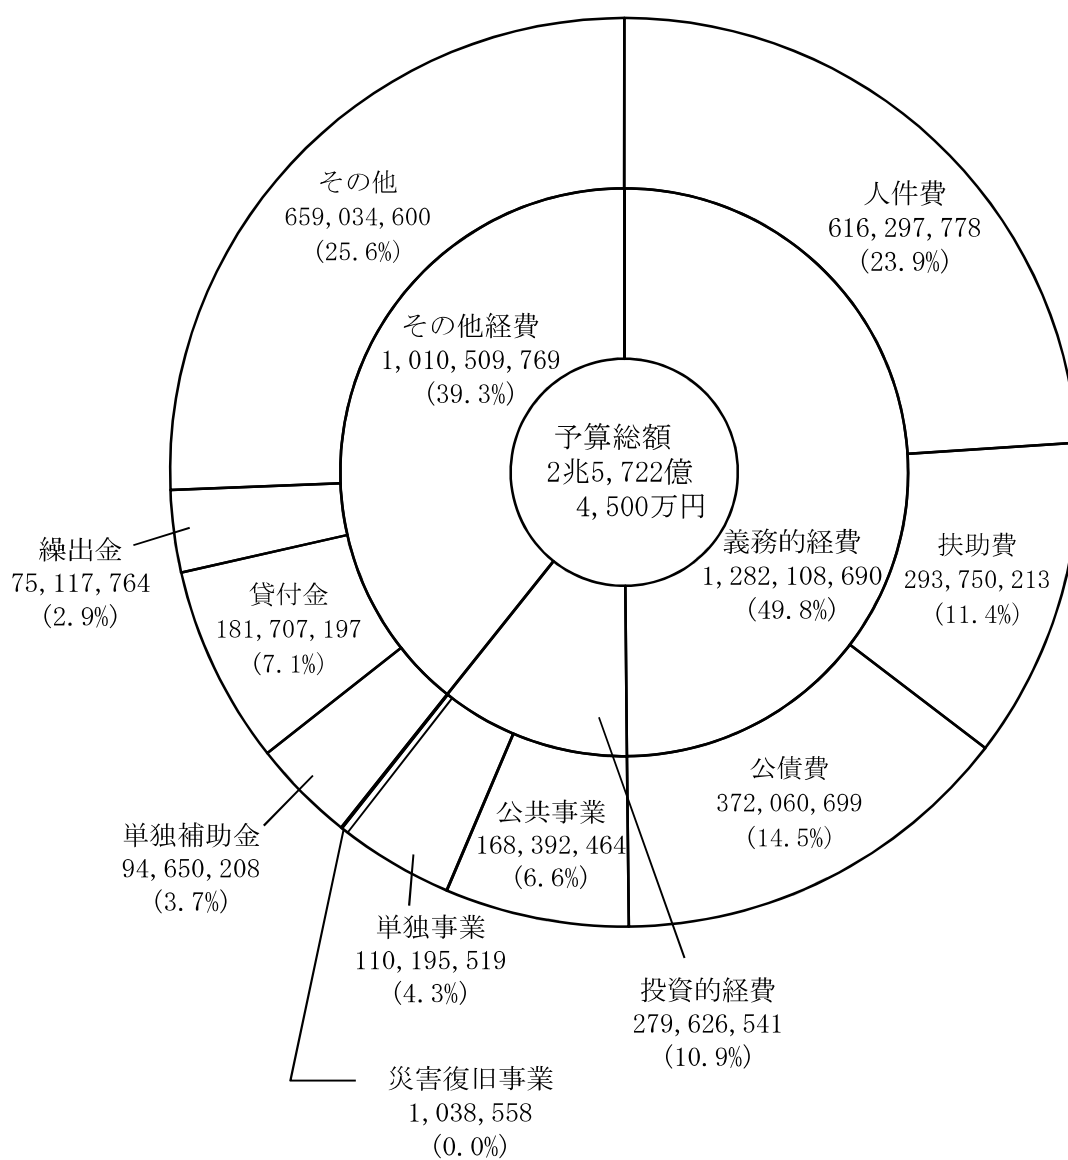 その他
659,034,600
(25.6%)
人件費
616,297,778
(23.9%)
その他経費
1,010,509,769
(39.3%)
予算総額
2兆5,722億
4,500万円
義務的経費
1,282,108,690
(49.8%)
扶助費
293,750,213
(11.4%)
繰出金
75,117,764
(2.9%)
貸付金
181,707,197
(7.1%)
公債費
372,060,699
(14.5%)
公共事業
168,392,464
(6.6%)
単独補助金
94,650,208
(3.7%)
単独事業
110,195,519
(4.3%)
投資的経費
279,626,541
(10.9%)
災害復旧事業
1,038,558
(0.0%)